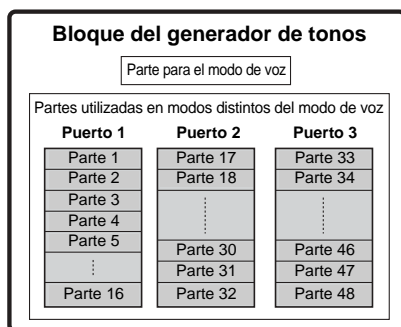 Bloque del generador de tonos
Parte para el modo de voz
Partes utilizadas en modos distintos del modo de voz
Puerto 1
Parte 1
Parte 2
Parte 3
Parte 4
Parte 5
Parte 16
Puerto 2
Parte 17
Parte 18
Parte 30
Parte 31
Parte 32
Puerto 3
Parte 33
Parte 34
Parte 46
Parte 47
Parte 48